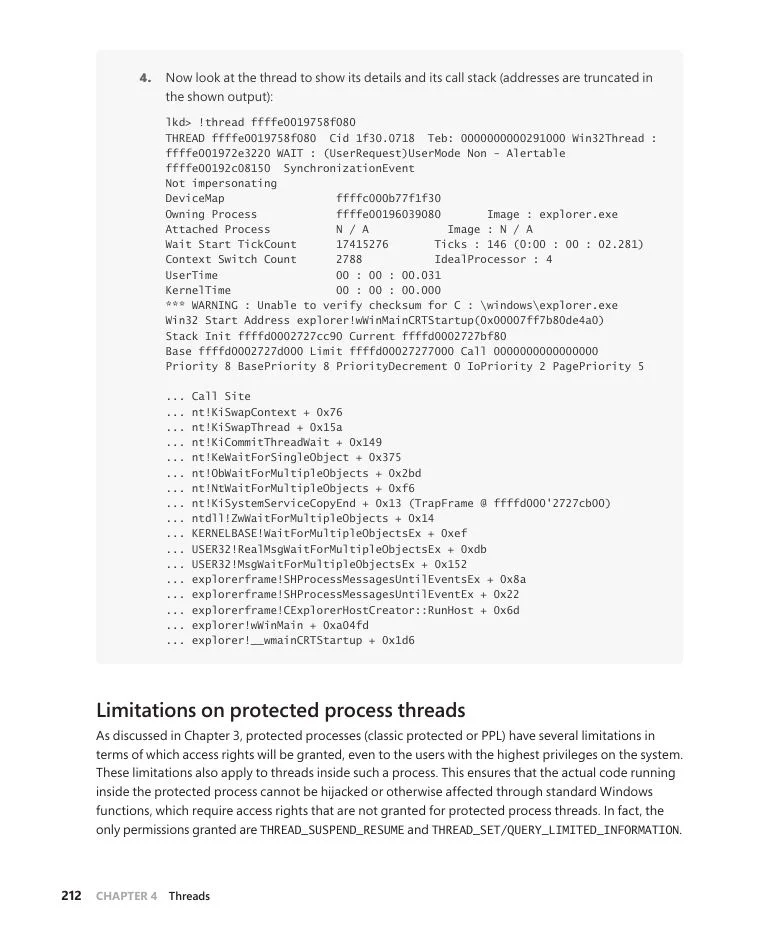 4. Now look at the thread to show its details and its call stack (addresses are truncated in
the shown output):
lkd> !thread ffffe0019758f080
THREAD ffffe0019758f080 Cid 1f30.0718 Teb: 0000000000291000 Win32Thread :
ffffe001972e3220 WAIT : (UserRequest)UserMode Non - Alertable
ffffe00192c08150 SynchronizationEvent
Not impersonating
DeviceMap ffffc000b77f1f30
Owning Process ffffe00196039080 Image : explorer.exe
Attached Process N / A Image : N / A
Wait Start TickCount 17415276 Ticks : 146 (0:00 : 00 : 02.281)
Context Switch Count 2788 IdealProcessor : 4
UserTime 00 : 00 : 00.031
KernelTime 00 : 00 : 00.000
*** WARNING : Unable to verify checksum for C : \windows\explorer.exe
Win32 Start Address explorer!wWinMainCRTStartup(0x00007ff7b80de4a0)
Stack Init ffffd0002727cc90 Current ffffd0002727bf80
Base ffffd0002727d000 Limit ffffd00027277000 Call 0000000000000000
Priority 8 BasePriority 8 PriorityDecrement 0 IoPriority 2 PagePriority 5
... Call Site
... nt!KiSwapContext + 0x76
... nt!KiSwapThread + 0x15a
... nt!KiCommitThreadWait + 0x149
... nt!KeWaitForSingleObject + 0x375
... nt!ObWaitForMultipleObjects + 0x2bd
... nt!NtWaitForMultipleObjects + 0xf6
... nt!KiSystemServiceCopyEnd + 0x13 (TrapFrame @ ffffd000'2727cb00)
... ntdll!ZwWaitForMultipleObjects + 0x14
... KERNELBASE!WaitForMultipleObjectsEx + 0xef
... USER32!RealMsgWaitForMultipleObjectsEx + 0xdb
... USER32!MsgWaitForMultipleObjectsEx + 0x152
... explorerframe!SHProcessMessagesUntilEventsEx + 0x8a
... explorerframe!SHProcessMessagesUntilEventEx + 0x22
... explorerframe!CExplorerHostCreator::RunHost + 0x6d
... explorer!wWinMain + 0xa04fd
... explorer!__wmainCRTStartup + 0x1d6
Limitations on protected process threads
As discussed in Chapter 3, protected processes (classic protected or PPL) have several limitations in
terms of which access rights will be granted, even to the users with the highest privileges on the system.
These limitations also apply to threads inside such a process. This ensures that the actual code running
inside the protected process cannot be hijacked or otherwise affected through standard Windows
functions, which require access rights that are not granted for protected process threads. In fact, the
only permissions granted are THREAD_SUSPEND_RESUME and THREAD_SET/QUERY_LIMITED_INFORMATION.
212 CHAPTER 4 Threads